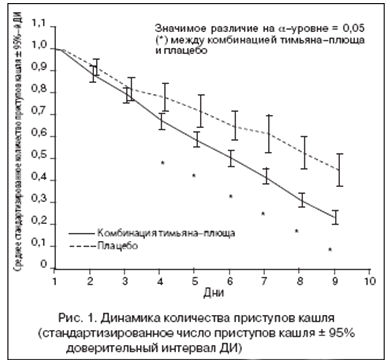 1,1
1,0
0,9
0,8
0,7
0,6
0,5
0,4
0,3
0,2
0,1
0
Среднее стандартизированное количество приступов кашля ± 95%-й ДИ
Значимое различие на α-уровне = 0,05
(*) между комбинацией тимьяна–плюща
и плацебо
* * * * * *
Комбинация тимьяна–плюща
Плацебо
1 2 3 4 5 6 7 8 9 10
Дни
Рис. 1. Динамика количества приступов кашля
(стандартизированное число приступов кашля ± 95%
доверительный интервал ДИ)